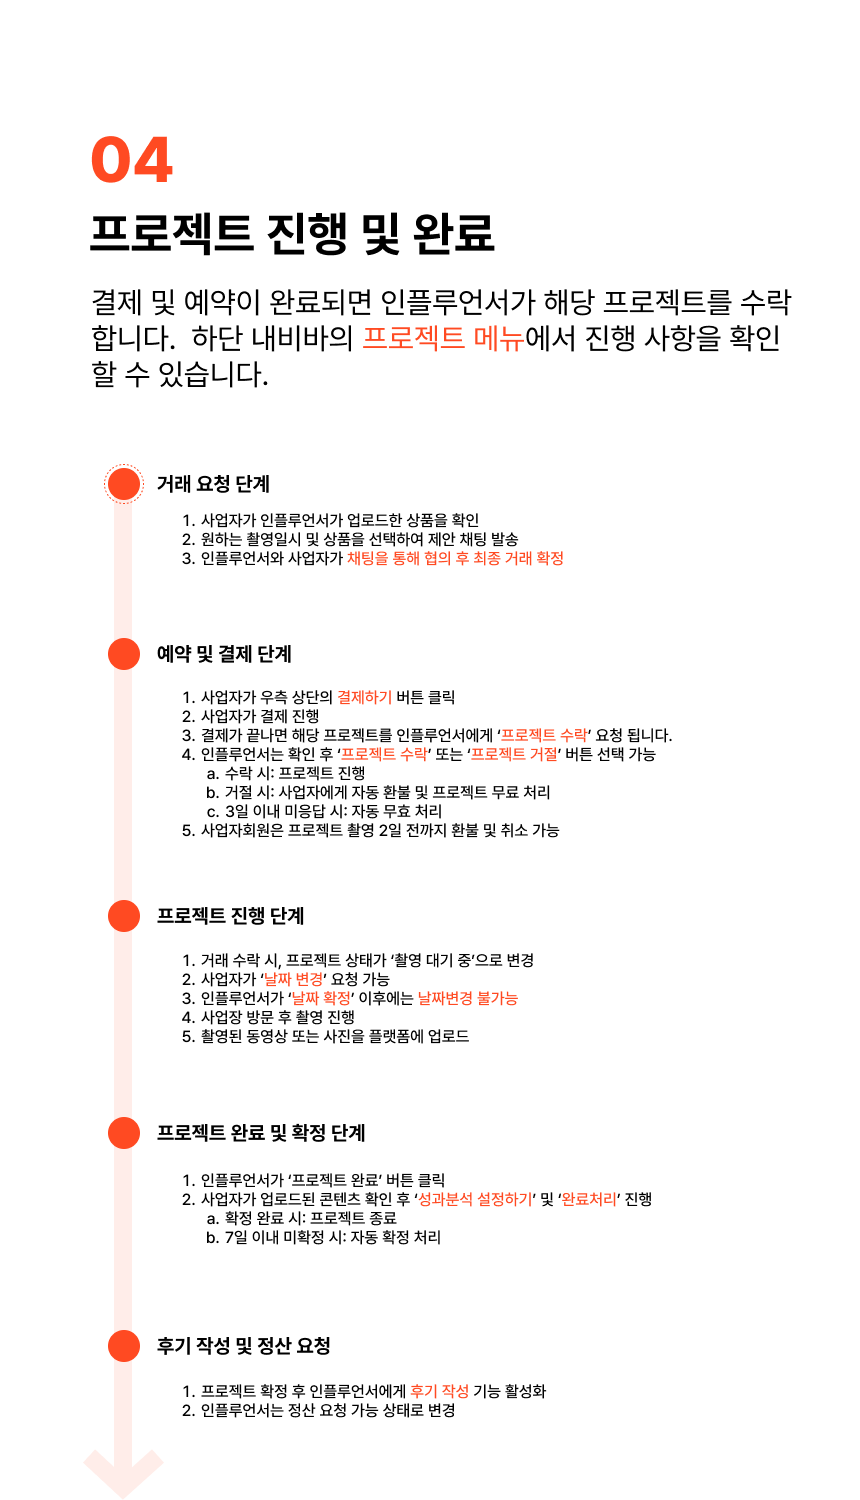 04
프로젝트 진행 및 완료
결제 및 예약이 완료되면 인플루언서가 해당 프로젝트를 수락
합니다. 하단 내비바의 프로젝트 메뉴에서 진행 사항을 확인
할 수 있습니다.
거래 요청 단계
1. 사업자가 인플루언서가 업로드한 상품을 확인
2. 원하는 촬영일시 및 상품을 선택하여 제안 채팅 발송
3. 인플루언서와 사업자가 채팅을 통해 협의 후 최종 거래 확정
예약 및 결제 단계
1. 사업자가 우측 상단의 결제하기 버튼 클릭
2. 사업자가 결제 진행
3. 결제가 끝나면 해당 프로젝트를 인플루언서에게 ‘프로젝트 수락’ 요청 됩니다.
4. 인플루언서는 확인 후 ‘프로젝트 수락’ 또는 ‘프로젝트 거절’ 버튼 선택 가능
a. 수락 시: 프로젝트 진행
b. 거절 시: 사업자에게 자동 환불 및 프로젝트 무료 처리
c. 3일 이내 미응답 시: 자동 무효 처리
5. 사업자회원은 프로젝트 촬영 2일 전까지 환불 및 취소 가능
프로젝트 진행 단계
1. 거래 수락 시, 프로젝트 상태가 ‘촬영 대기 중’으로 변경
2. 사업자가 ‘날짜 변경’ 요청 가능
3. 인플루언서가 ‘날짜 확정’ 이후에는 날짜변경 불가능
4. 사업장 방문 후 촬영 진행
5. 촬영된 동영상 또는 사진을 플랫폼에 업로드
프로젝트 완료 및 확정 단계
1. 인플루언서가 ‘프로젝트 완료’ 버튼 클릭
2. 사업자가 업로드된 콘텐츠 확인 후 ‘성과분석 설정하기’ 및 ‘완료처리’ 진행
a. 확정 완료 시: 프로젝트 종료
b. 7일 이내 미확정 시: 자동 확정 처리
후기 작성 및 정산 요청
1. 프로젝트 확정 후 인플루언서에게 후기 작성 기능 활성화
2. 인플루언서는 정산 요청 가능 상태로 변경